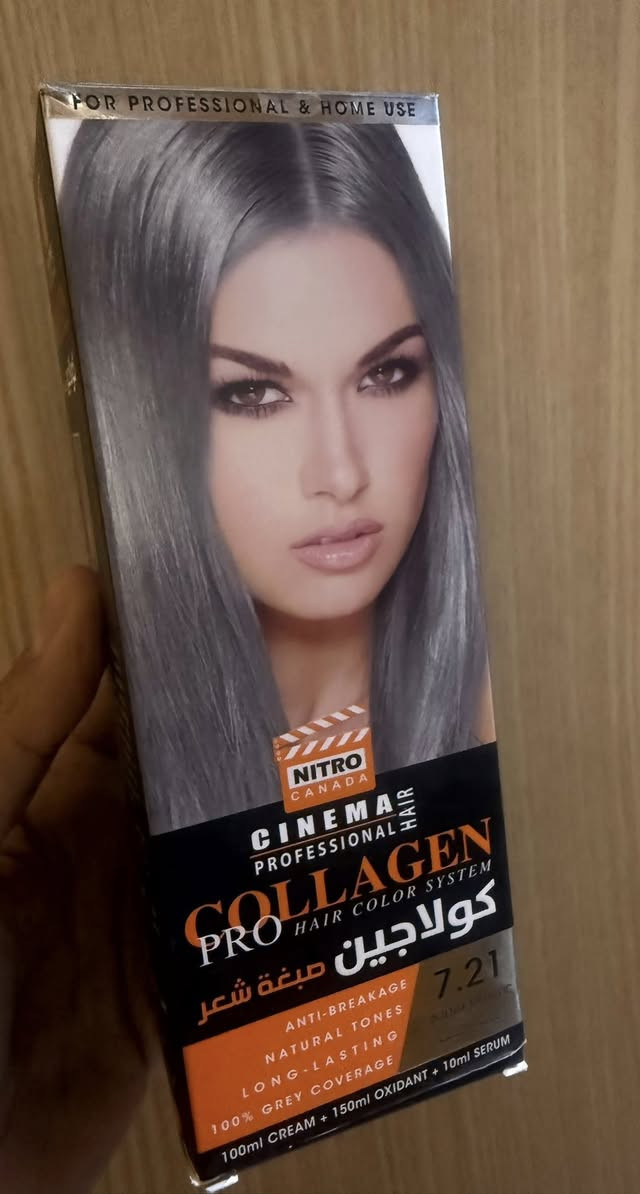 FOR PROFESSIONAL & HOME USE
NITRO
CANADA
CINEMA
PROFESSIONAL HAIR
COLLAGEN
PRO HAIR COLOR SYSTEM
كولاجين
صبغة شعر
7.21
ANTI-BREAKAGE
NATURAL TONES
LONG-LASTING
100% GREY COVERAGE
100ml CREAM + 150ml OXIDANT + 10ml SERUM